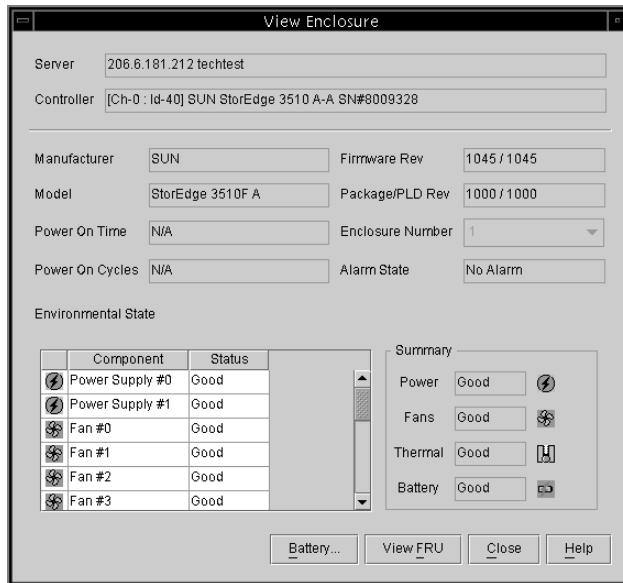 View Enclosure
Server 206.6.181.212 techtest
Controller [Ch-0 : Id-40] SUN StorEdge 3510 A-A SN#8009328
Manufacturer SUN Firmware Rev 1045 / 1045
Model StorEdge 3510F A Package/PLD Rev 1000 / 1000
Power On Time N/A Enclosure Number 1
Power On Cycles N/A Alarm State No Alarm
Environmental State
Component Status
Power Supply #0 Good
Power Supply #1 Good
Fan #0 Good
Fan #1 Good
Fan #2 Good
Fan #3 Good
Summary
Power Good
Fans Good
Thermal Good
Battery Good
Battery... View FRU Close Help